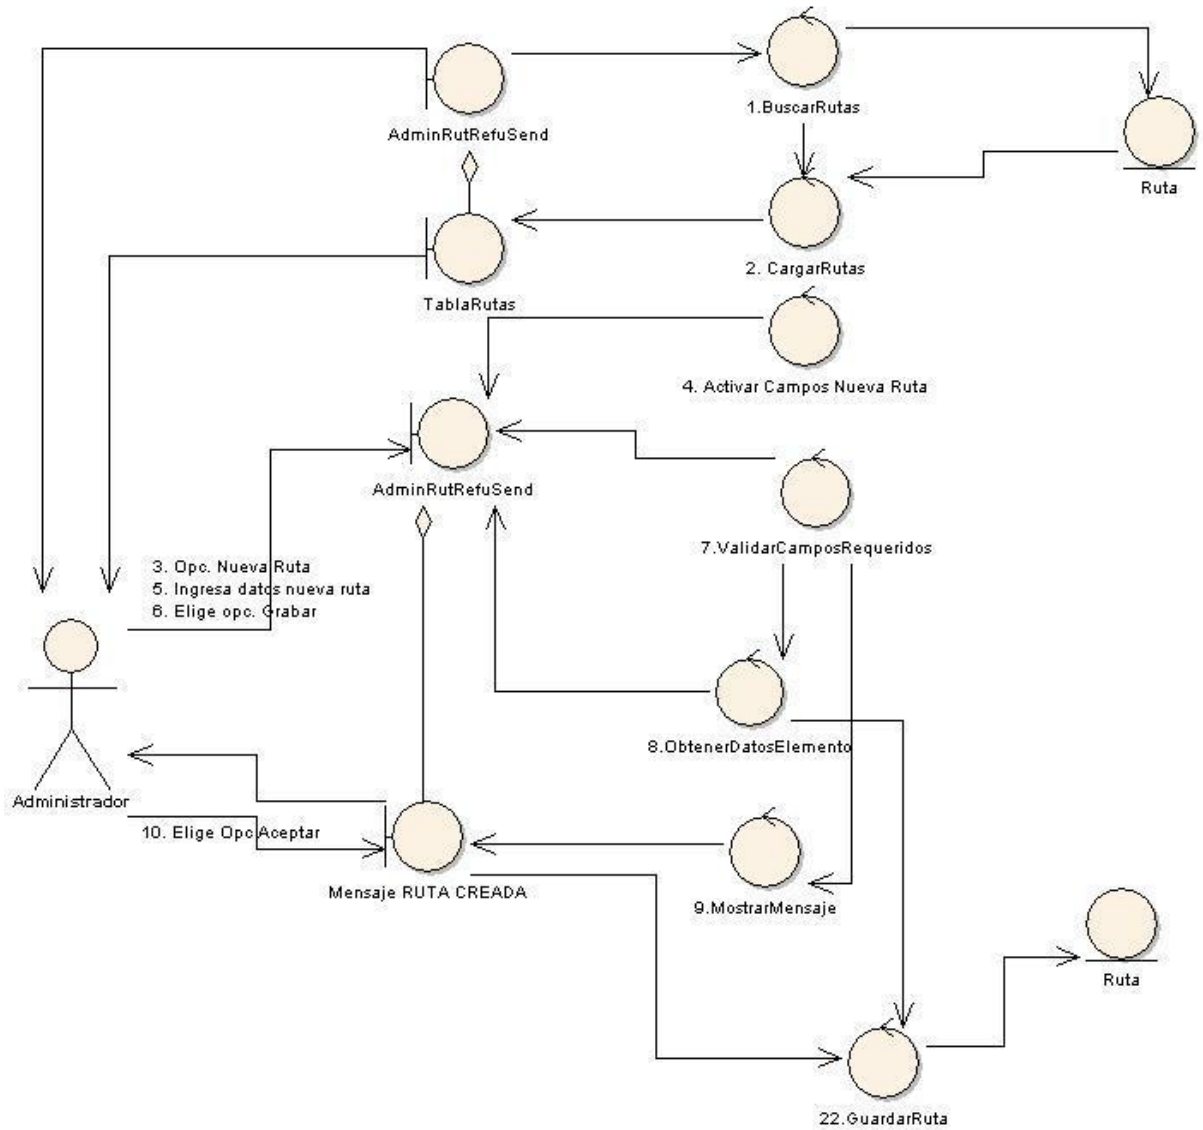 AdminRutRefuSend
1.BuscarRutas
Ruta
2. CargarRutas
TablaRutas
4. Activar Campos Nueva Ruta
AdminRutRefuSend
7.ValidarCamposRequeridos
3. Opc. Nueva Ruta
5. Ingresa datos nueva ruta
6. Elige opc. Grabar
8.ObtenerDatosElemento
Administrador
10. Elige Opc Aceptar
Mensaje RUTA CREADA
9.MostrarMensaje
Ruta
22.GuardarRuta